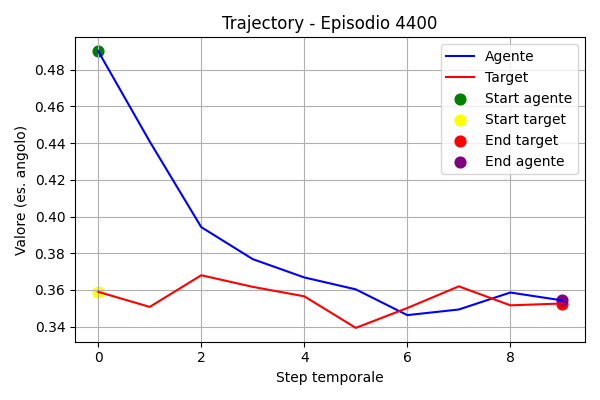 Trajectory - Episodio 4400
Valore (es. angolo)
0.48
0.46
0.44
0.42
0.40
0.38
0.36
0.34
0
2
4
6
8
Step temporale
Agente
Target
Start agente
Start target
End target
End agente